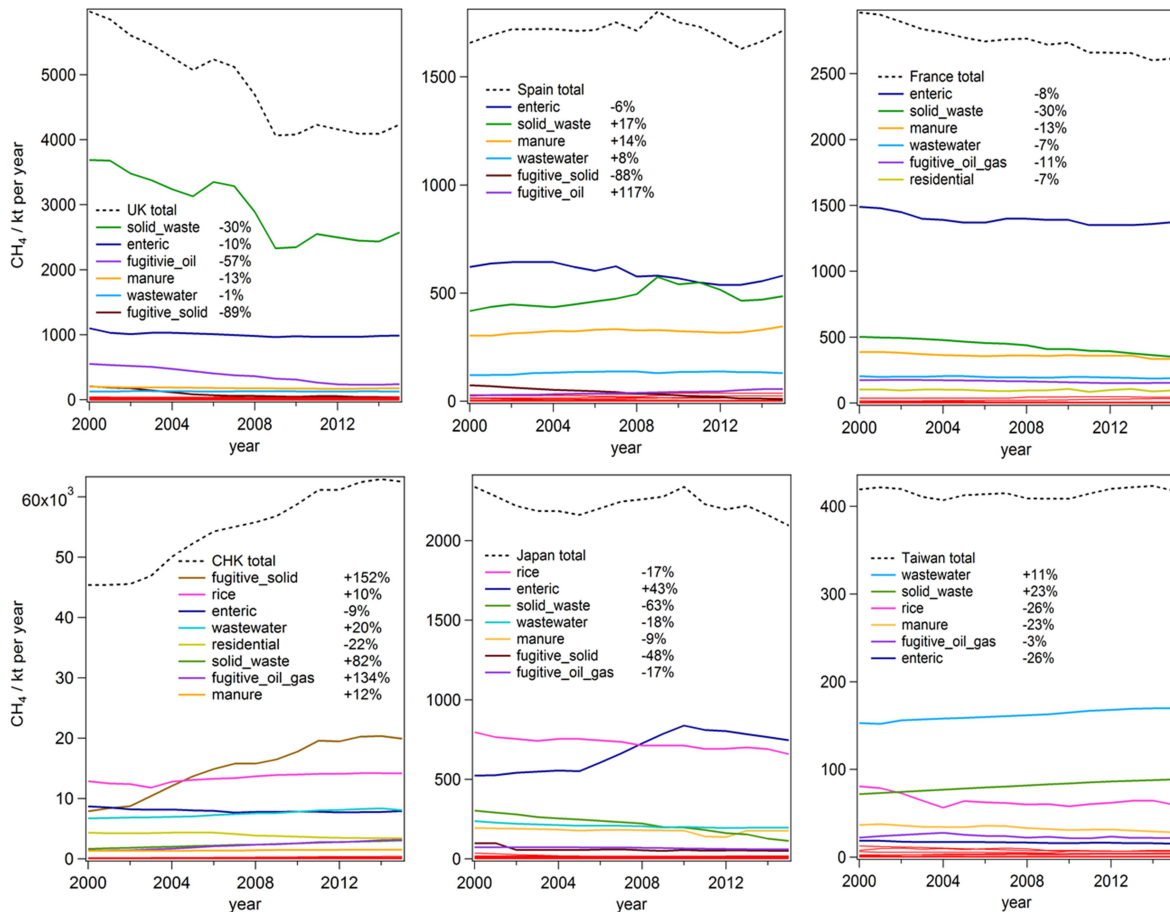 CH4 / kt per year
5000
4000
3000
2000
1000
0
UK total
solid_waste -30%
enteric -10%
fugitivie_oil -57%
manure -13%
wastewater -1%
fugitive_solid -89%
2000 2004 2008 2012
year
1500
1000
500
0
Spain total
enteric -6%
solid_waste +17%
manure +14%
wastewater +8%
fugitive_solid -88%
fugitive_oil +117%
2000 2004 2008 2012
year
2500
2000
1500
1000
500
0
France total
enteric -8%
solid_waste -30%
manure -13%
wastewater -7%
fugitive_oil_gas -11%
residential -7%
2000 2004 2008 2012
year
CH4 / kt per year
60x10³
50
40
30
20
10
0
CHK total
fugitive_solid +152%
rice +10%
enteric -9%
wastewater +20%
residential -22%
solid_waste +82%
fugitive_oil_gas +134%
manure +12%
2000 2004 2008 2012
year
2000
1500
1000
500
0
Japan total
rice -17%
enteric +43%
solid_waste -63%
wastewater -18%
manure -9%
fugitive_solid -48%
fugitive_oil_gas -17%
2000 2004 2008 2012
year
400
300
200
100
0
Taiwan total
wastewater +11%
solid_waste +23%
rice -26%
manure -23%
fugitive_oil_gas -3%
enteric -26%
2000 2004 2008 2012
year